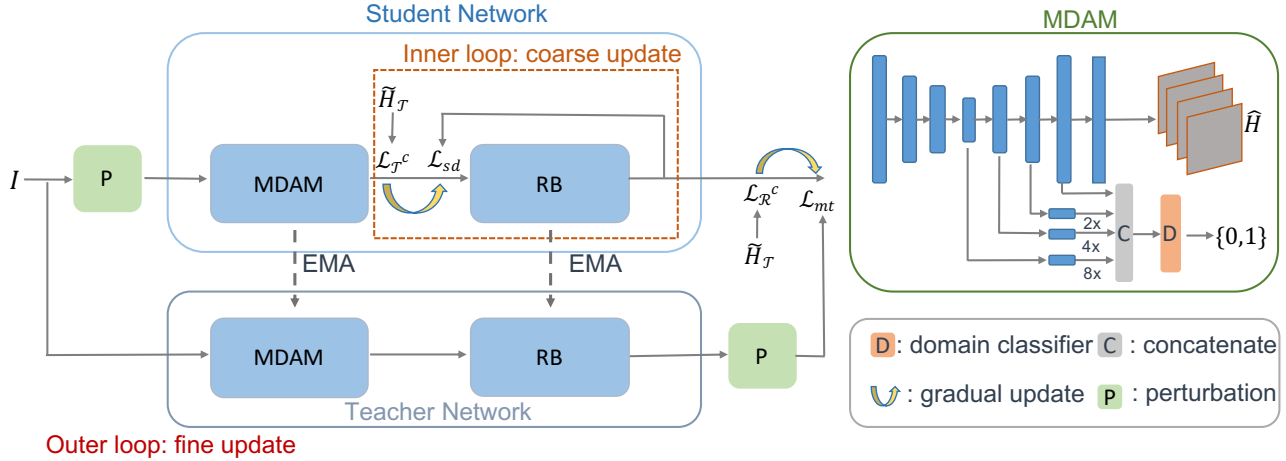 Student Network
MDAM
Inner loop: coarse update
H̃_𝒯
Ĥ
ℒ_𝒯^c ℒ_sd
I P MDAM RB
ℒ_ℛ^c ℒ_mt
2x
4x C D {0,1}
8x
EMA EMA
H̃_𝒯
MDAM RB P
D : domain classifier C : concatenate
: gradual update P : perturbation
Teacher Network
Outer loop: fine update